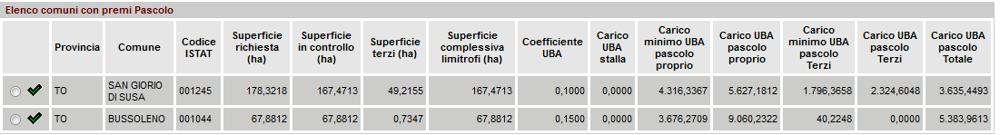 Elenco comuni con premi Pascolo
Provincia Comune Codice ISTAT Superficie richiesta (ha) Superficie in controllo (ha) Superficie terzi (ha) Superficie complessiva limitrofi (ha) Coefficiente UBA Carico UBA stalla Carico minimo UBA pascolo proprio Carico UBA pascolo proprio Carico minimo UBA pascolo Terzi Carico UBA pascolo Terzi Carico UBA pascolo Totale
TO SAN GIORIO DI SUSA 001245 178,3218 167,4713 49,2155 167,4713 0,1000 0,0000 4.316,3367 5.627,1812 1.796,3658 2.324,6048 3.635,4493
TO BUSSOLENO 001044 67,8812 67,8812 0,7347 67,8812 0,1500 0,0000 3.676,2709 9.060,2322 40,2248 0,0000 5.383,9613